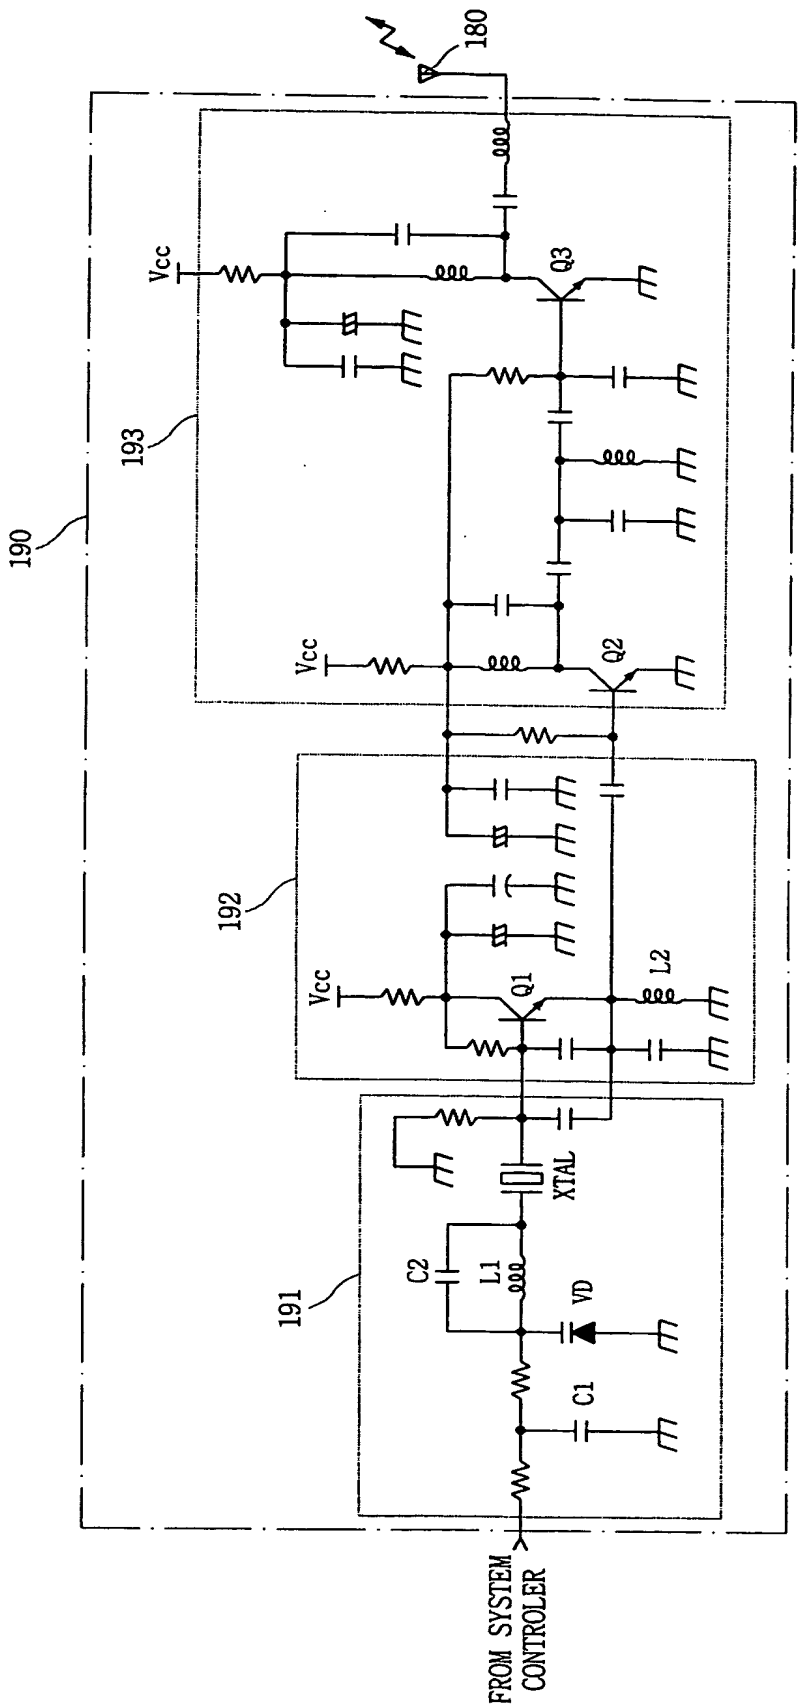 190
193
192
191
180
Vcc
Vcc
Vcc
Q3
Q2
Q1
L2
XTAL
C2
L1
VD
C1
FROM SYSTEM
CONTROLER